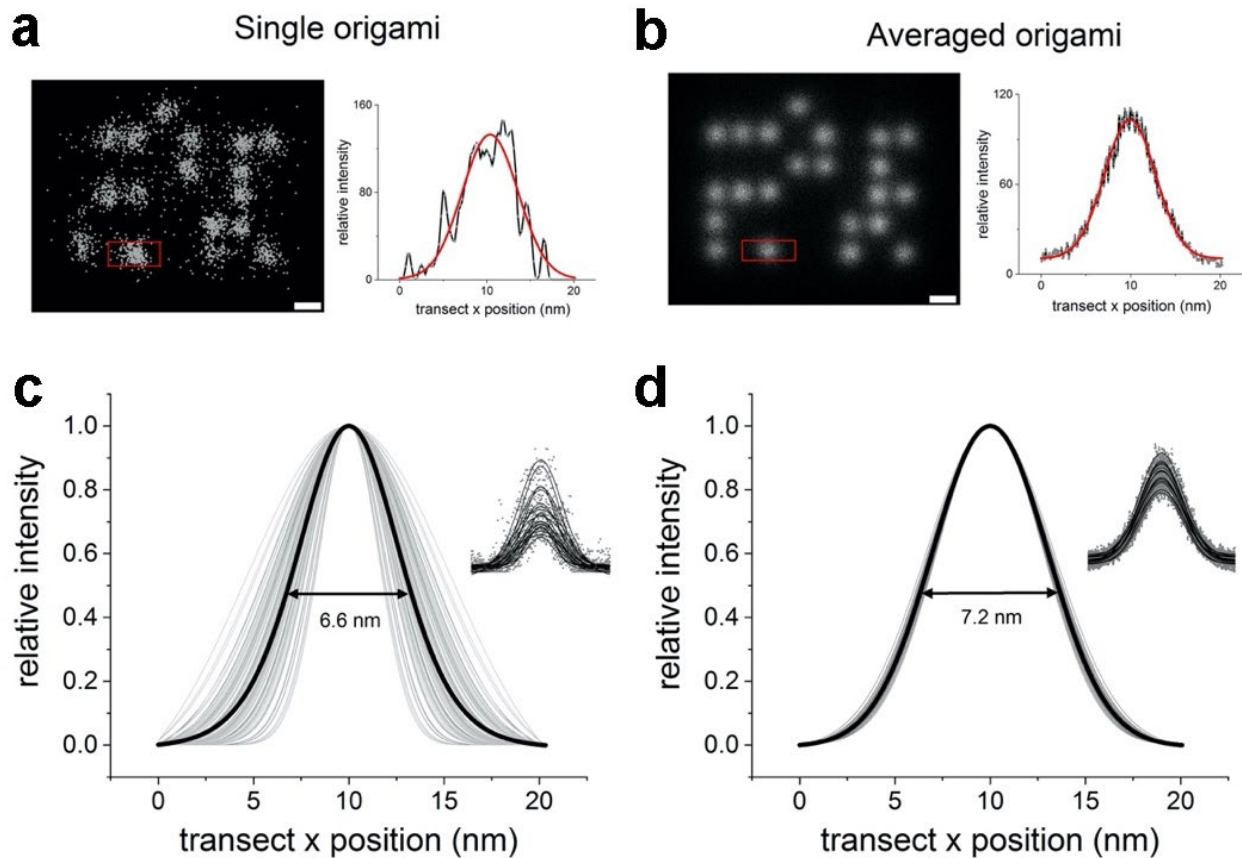 a
Single origami
160
80
0
relative intensity
0
10
20
transect x position (nm)
b
Averaged origami
120
60
0
relative intensity
0
10
20
transect x position (nm)
c
1.0
0.8
0.6
0.4
0.2
0.0
relative intensity
6.6 nm
0
5
10
15
20
transect x position (nm)
d
1.0
0.8
0.6
0.4
0.2
0.0
relative intensity
7.2 nm
0
5
10
15
20
transect x position (nm)